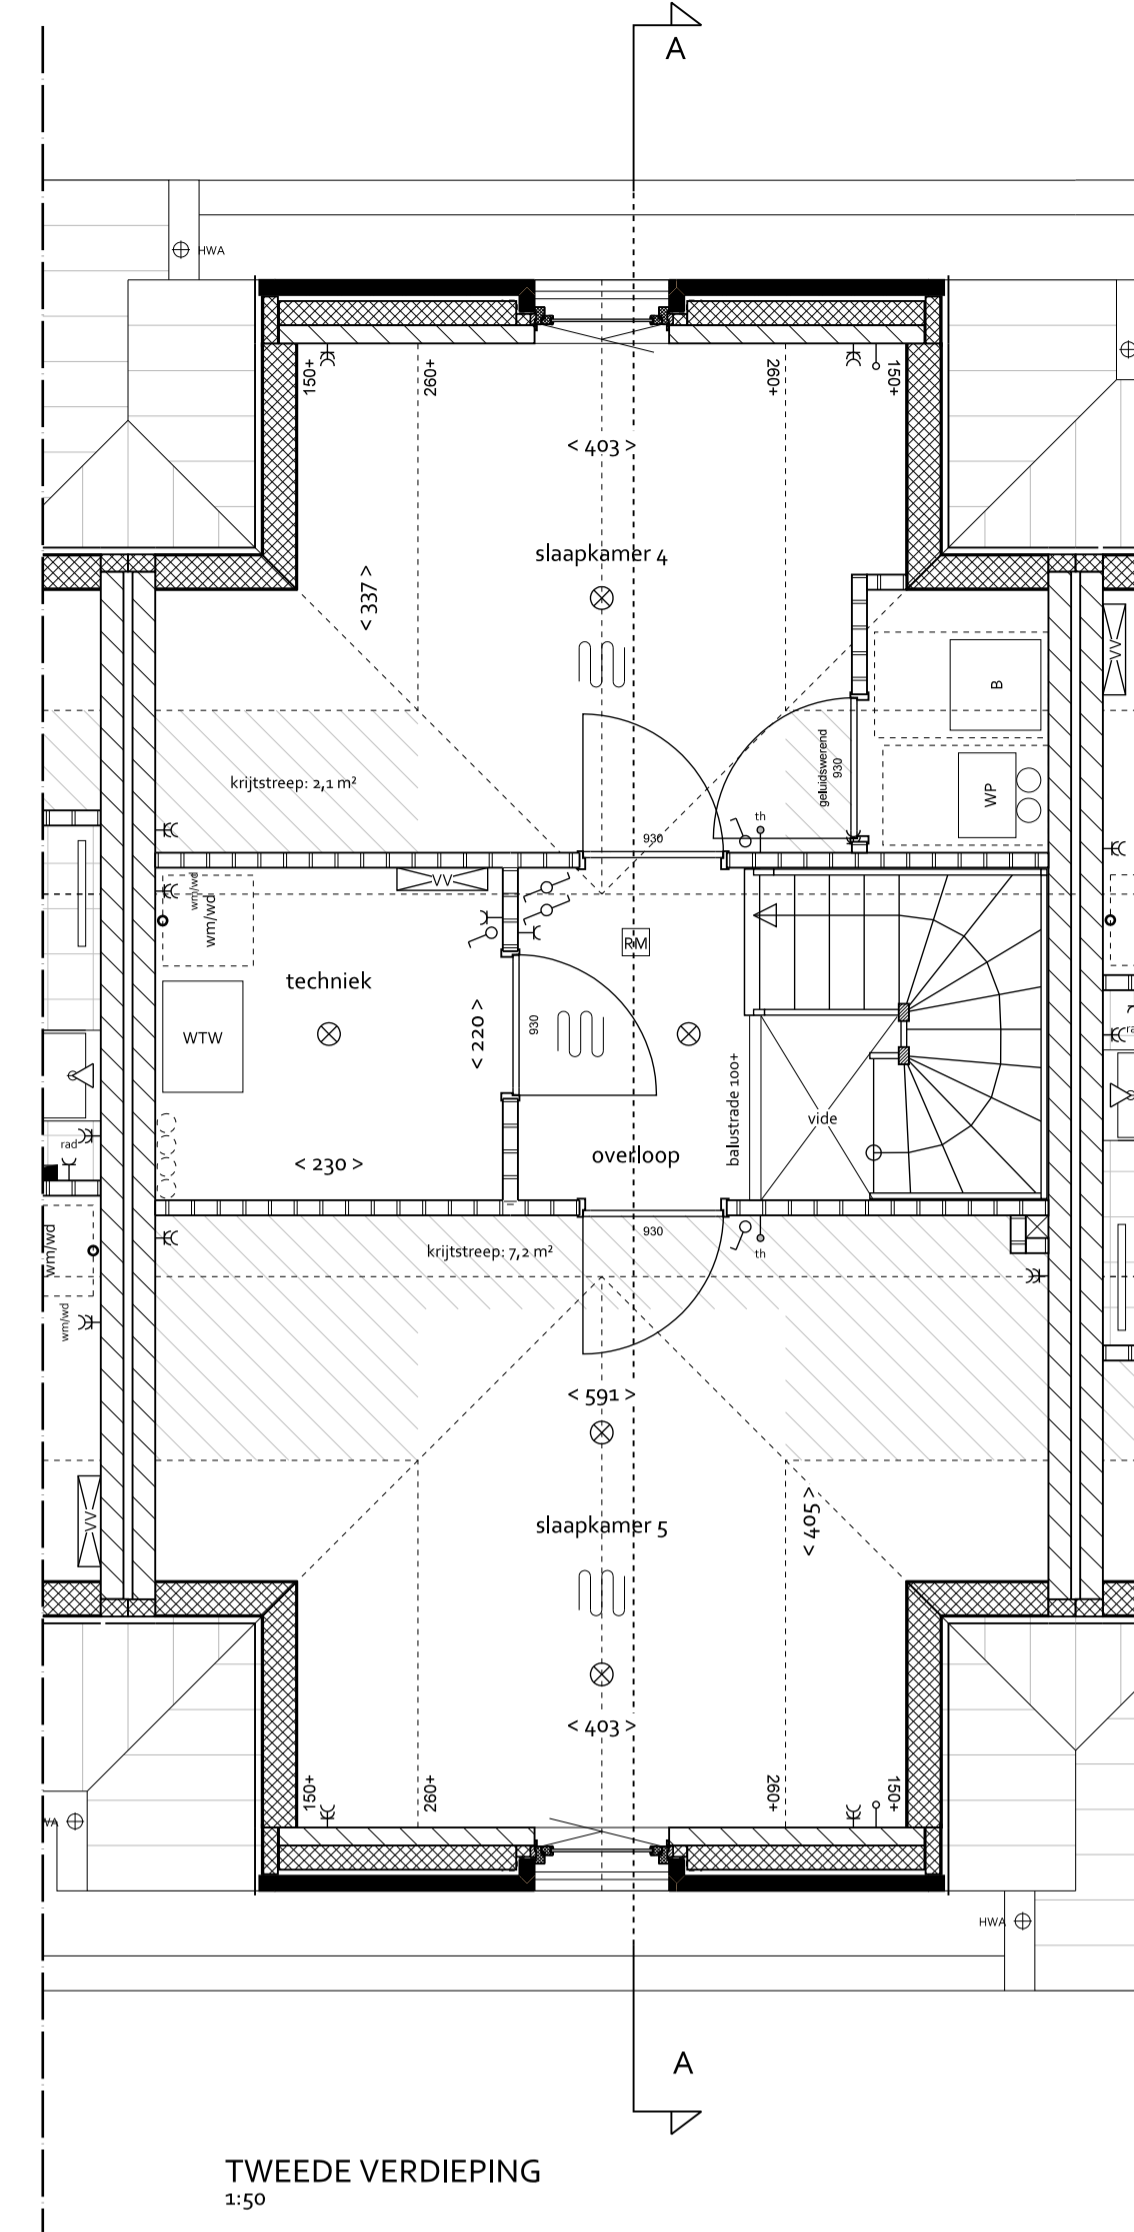 A
HWA
150+
260+
260+
150+
< 403 >
slaapkamer 4
< 337 >
VV
B
geluidswerend
930
WP
krijtstreep: 2,1 m²
th
930
VV
wm/wd
wm/wd
RM
techniek
WTW
< 220 >
930
balustrade 100+
vide
rad
< 230 >
overloop
930
th
krijtstreep: 7,2 m²
wm/wd
wm/wd
< 591 >
VV
slaapkamer 5
< 405 >
< 403 >
150+
260+
260+
150+
HWA
A
TWEEDE VERDIEPING
1:50